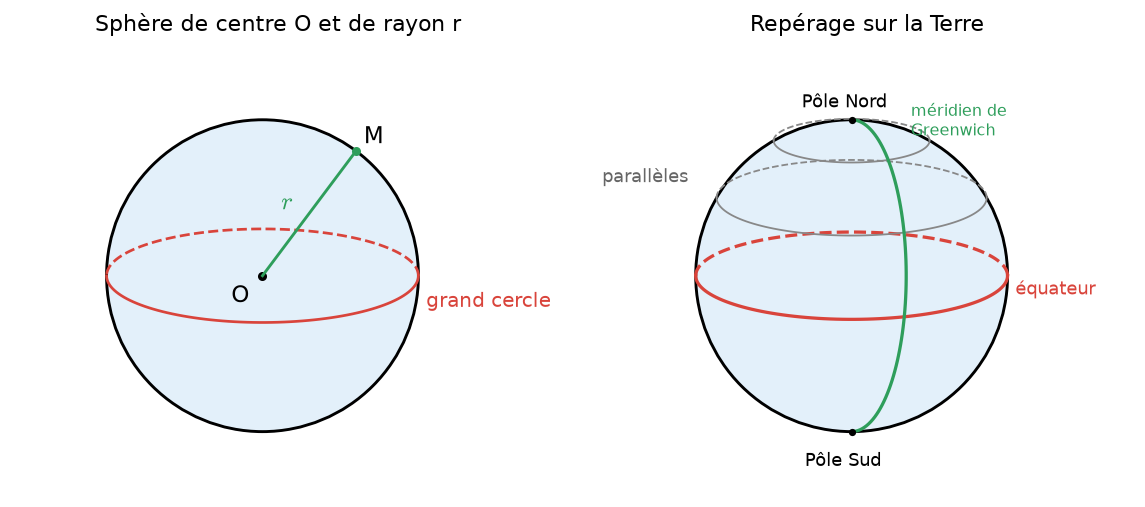 Sphère de centre O et de rayon r
M
r
O
grand cercle
Repérage sur la Terre
Pôle Nord
méridien de
Greenwich
parallèles
équateur
Pôle Sud